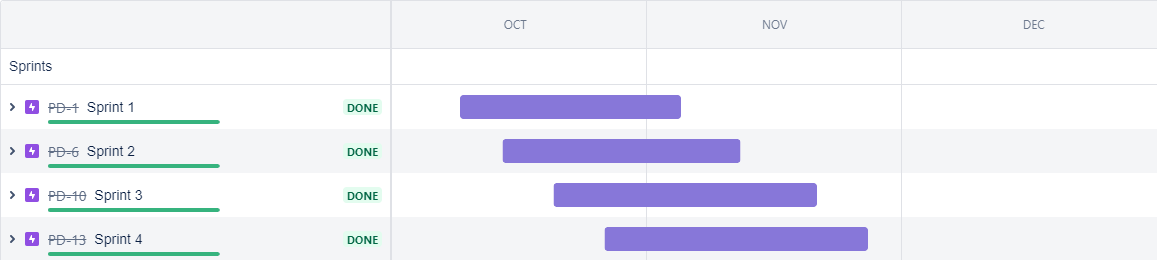 OCT NOV DEC
Sprints
PD-1 Sprint 1 DONE
PD-6 Sprint 2 DONE
PD-10 Sprint 3 DONE
PD-13 Sprint 4 DONE